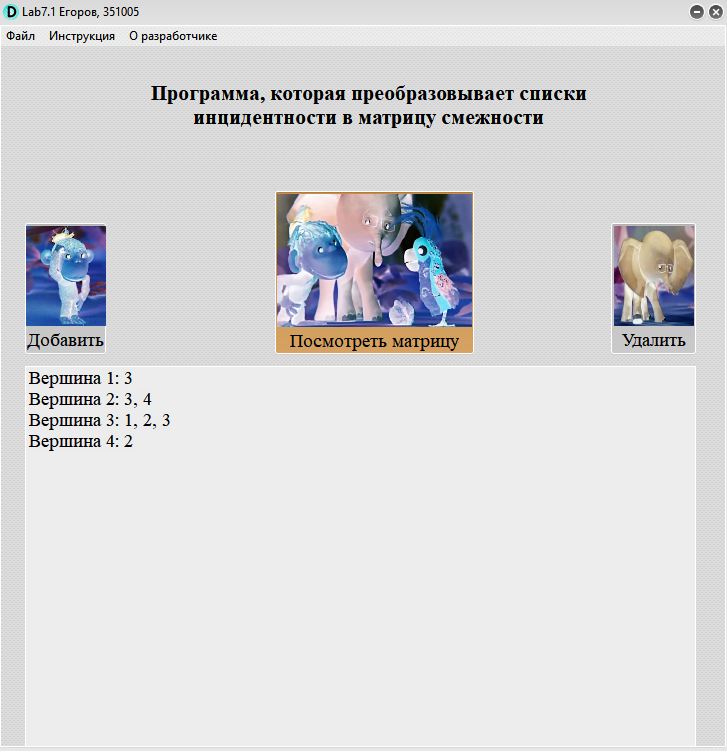 Lab7.1 Егоров, 351005
Файл Инструкция О разработчике
Программа, которая преобразовывает списки
инцидентности в матрицу смежности
Добавить Посмотреть матрицу Удалить
Вершина 1: 3
Вершина 2: 3, 4
Вершина 3: 1, 2, 3
Вершина 4: 2